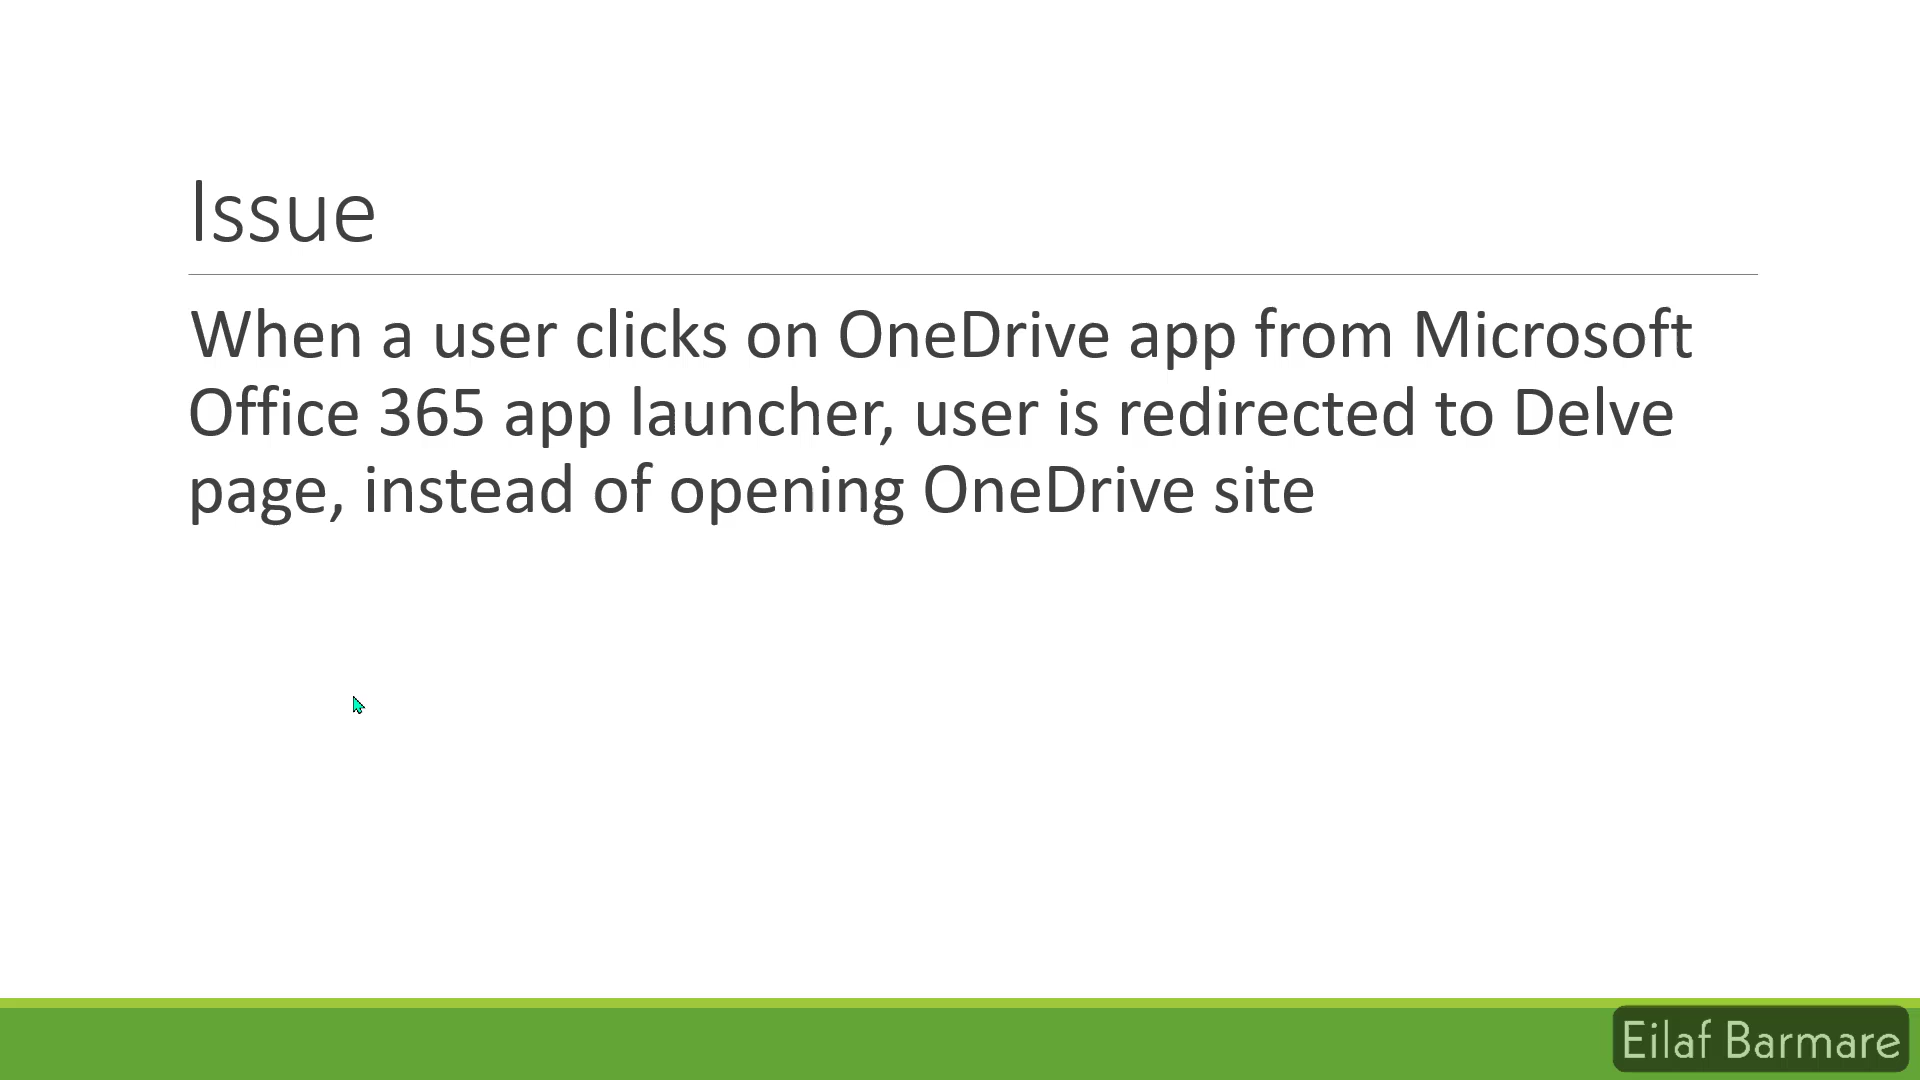 Issue
When a user clicks on OneDrive app from Microsoft
Office 365 app launcher, user is redirected to Delve
page, instead of opening OneDrive site
Eilaf Barmare